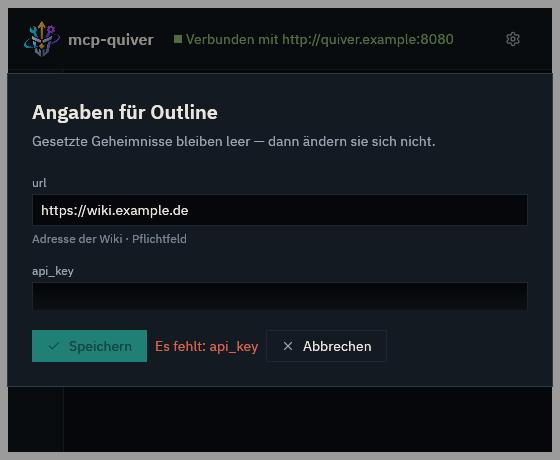 mcp-quiver
Verbunden mit http://quiver.example:8080
Angaben für Outline
Gesetzte Geheimnisse bleiben leer — dann ändern sie sich nicht.
url
https://wiki.example.de
Adresse der Wiki · Pflichtfeld
api_key
Speichern
Es fehlt: api_key
Abbrechen